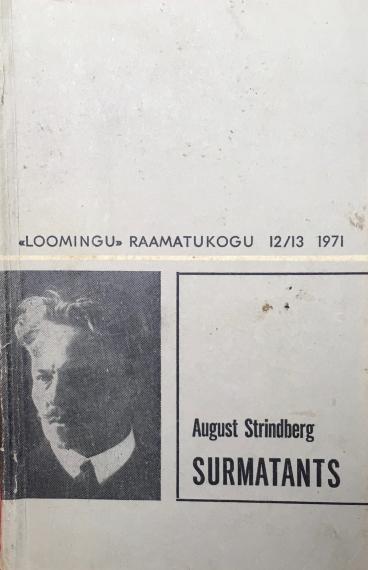 «LOOMINGU» RAAMATUKOGU 12/13 1971
August Strindberg
SURMATANTS